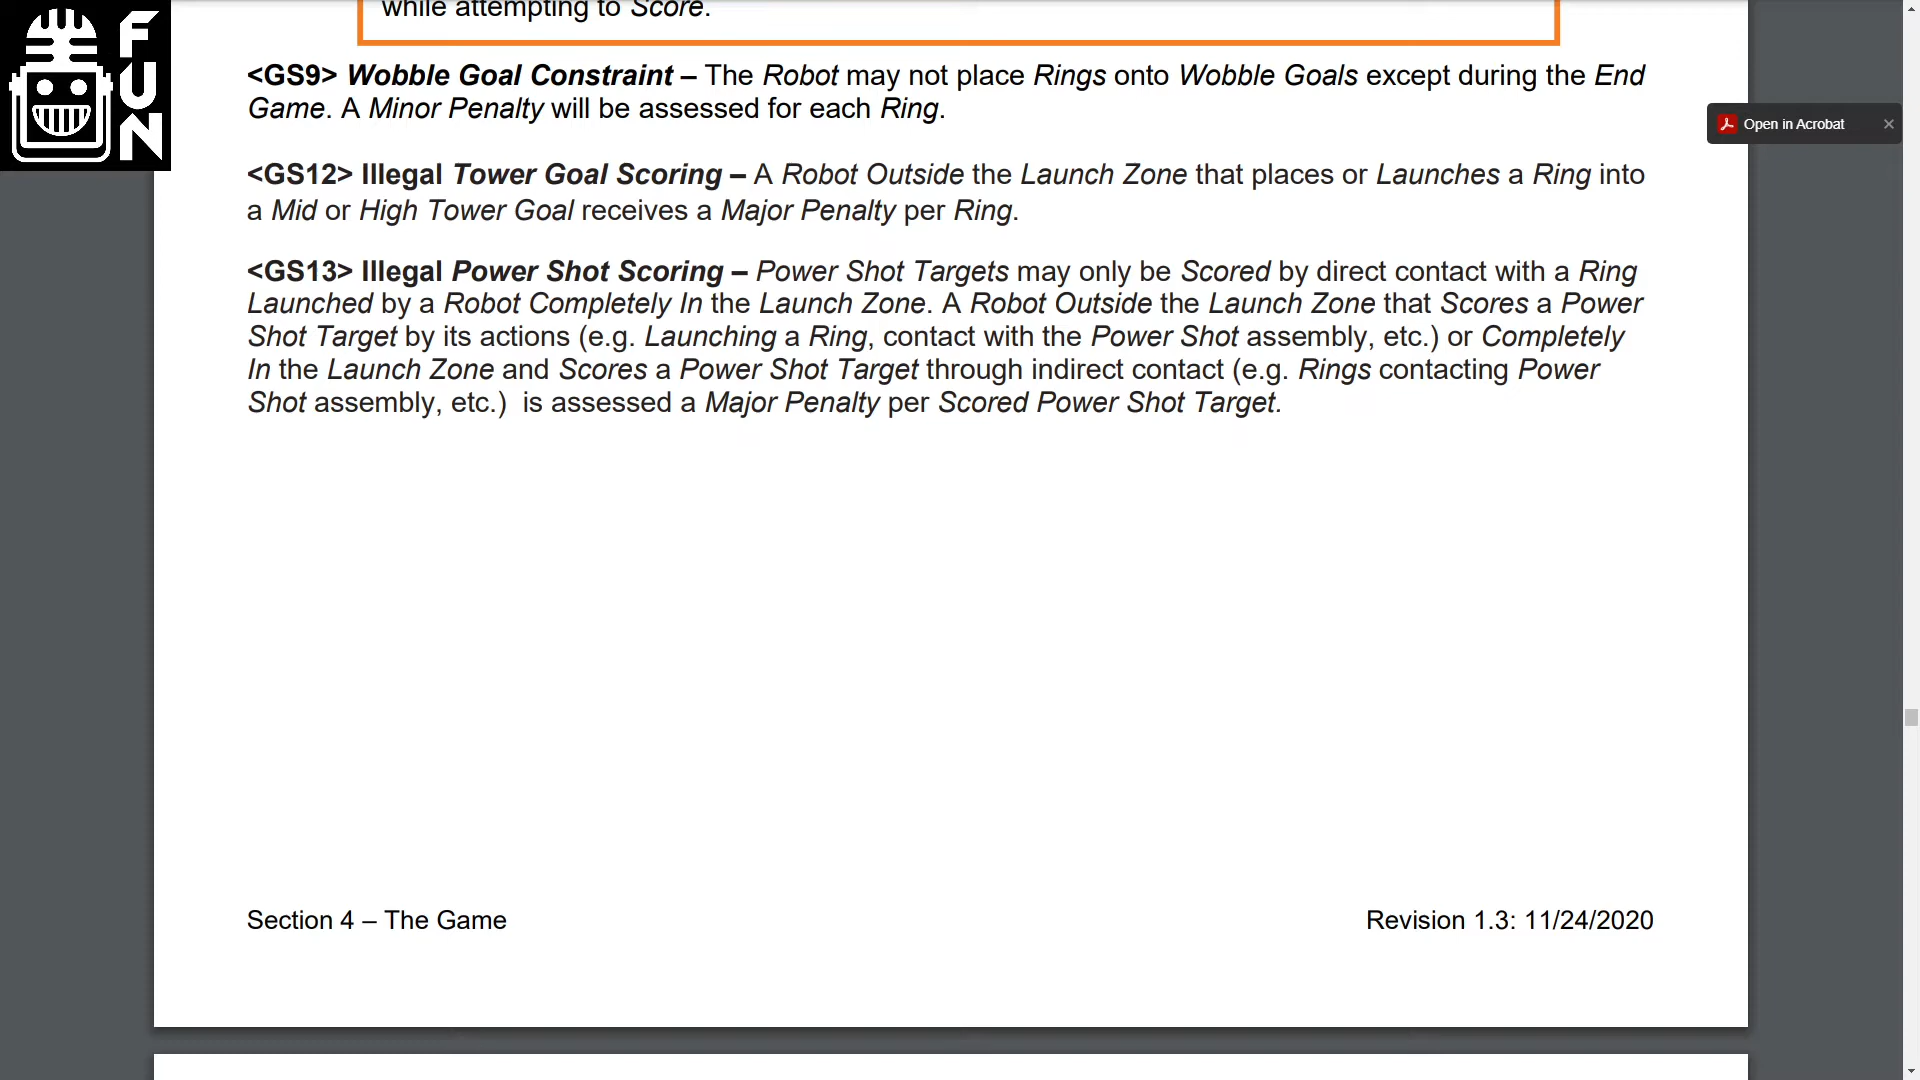 while attempting to Score.
FUN
<GS9> Wobble Goal Constraint – The Robot may not place Rings onto Wobble Goals except during the End
Game. A Minor Penalty will be assessed for each Ring.
Open in Acrobat
<GS12> Illegal Tower Goal Scoring – A Robot Outside the Launch Zone that places or Launches a Ring into
a Mid or High Tower Goal receives a Major Penalty per Ring.
<GS13> Illegal Power Shot Scoring – Power Shot Targets may only be Scored by direct contact with a Ring
Launched by a Robot Completely In the Launch Zone. A Robot Outside the Launch Zone that Scores a Power
Shot Target by its actions (e.g. Launching a Ring, contact with the Power Shot assembly, etc.) or Completely
In the Launch Zone and Scores a Power Shot Target through indirect contact (e.g. Rings contacting Power
Shot assembly, etc.)  is assessed a Major Penalty per Scored Power Shot Target.
Section 4 – The Game
Revision 1.3: 11/24/2020